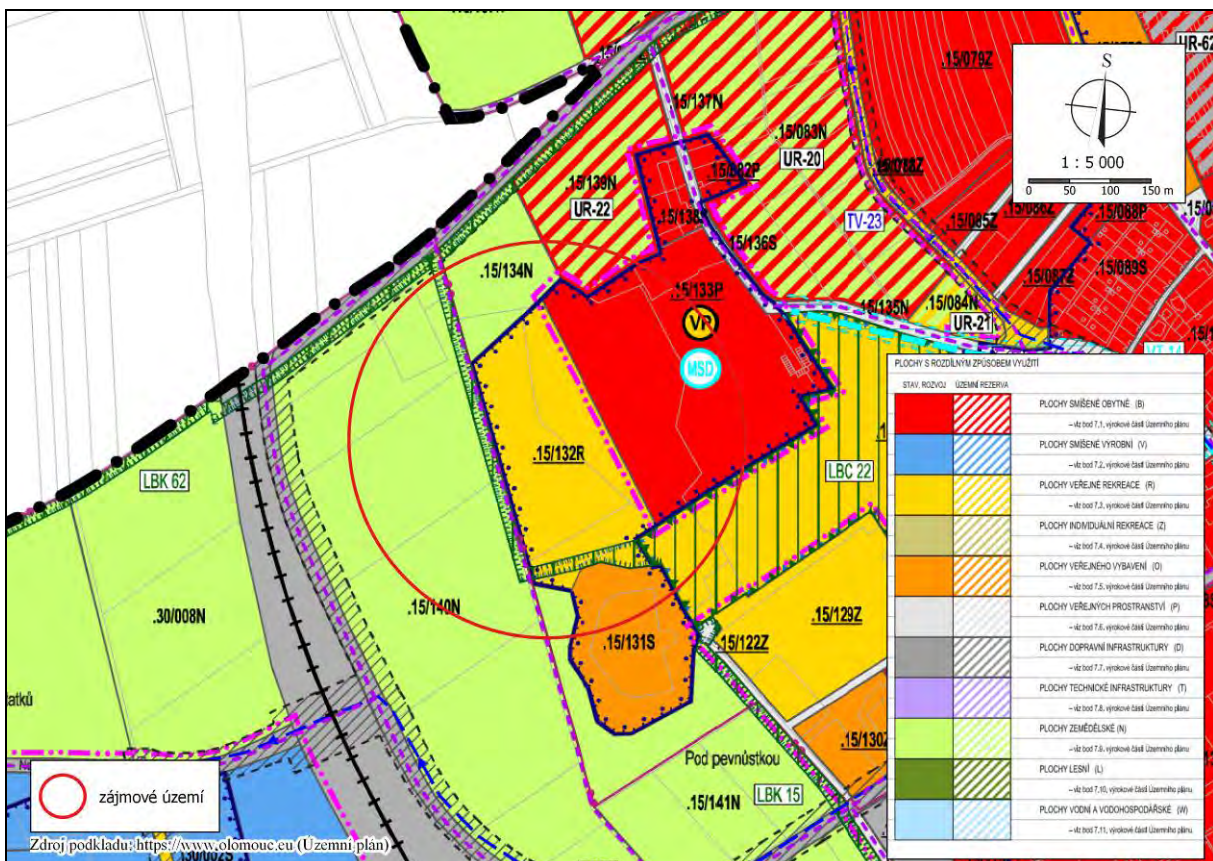 S
1 : 5 000
0 50 100 150 m
UR-62
.15/079Z
.15/137N
.15/083N
UR-20
.15/139N
UR-22
TV-23
.15/085Z
.15/086Z
.15/088P
.15/087Z
.15/089S
.15/136S
.15/134N
.15/133P
VP
MSD
.15/135N
.15/084N
UR-21
.15/132R
LBC 22
LBK 62
.30/008N
.15/140N
.15/131S
.15/122Z
.15/129Z
Pod pevnůstkou
LBK 15
.15/141N
PLOCHY S ROZDÍLNÝM ZPŮSOBEM VYUŽITÍ
STAV, ROZVOJ ÚZEMNÍ REZERVA
PLOCHY SMÍŠENÉ OBYTNÉ (B)
– viz bod 7.1. výrokové části Územního plánu
PLOCHY SMÍŠENÉ VÝROBNÍ (V)
– viz bod 7.2. výrokové části Územního plánu
PLOCHY VEŘEJNÉ REKREACE (R)
– viz bod 7.3. výrokové části Územního plánu
PLOCHY INDIVIDUÁLNÍ REKREACE (Z)
– viz bod 7.4. výrokové části Územního plánu
PLOCHY VEŘEJNÉHO VYBAVENÍ (O)
– viz bod 7.5. výrokové části Územního plánu
PLOCHY VEŘEJNÝCH PROSTRANSTVÍ (P)
– viz bod 7.6. výrokové části Územního plánu
PLOCHY DOPRAVNÍ INFRASTRUKTURY (D)
– viz bod 7.7. výrokové části Územního plánu
PLOCHY TECHNICKÉ INFRASTRUKTURY (T)
– viz bod 7.8. výrokové části Územního plánu
PLOCHY ZEMĚDĚLSKÉ (N)
– viz bod 7.9. výrokové části Územního plánu
PLOCHY LESNÍ (L)
– viz bod 7.10. výrokové části Územního plánu
PLOCHY VODNÍ A VODOHOSPODÁŘSKÉ (W)
– viz bod 7.11. výrokové části Územního plánu
zájmové území
Zdroj podkladu: https://www.olomouc.eu (Územní plán)